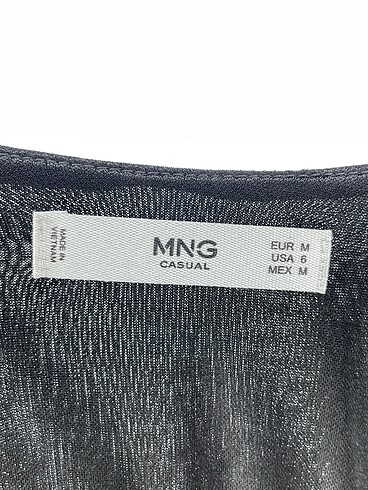 MADE IN
VIETNAM
MNG
CASUAL
EUR M
USA 6
MEX M